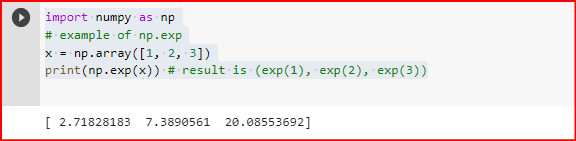 import numpy as np
# example of np.exp
x = np.array([1, 2, 3])
print(np.exp(x)) # result is (exp(1), exp(2), exp(3))
[ 2.71828183  7.3890561  20.08553692]